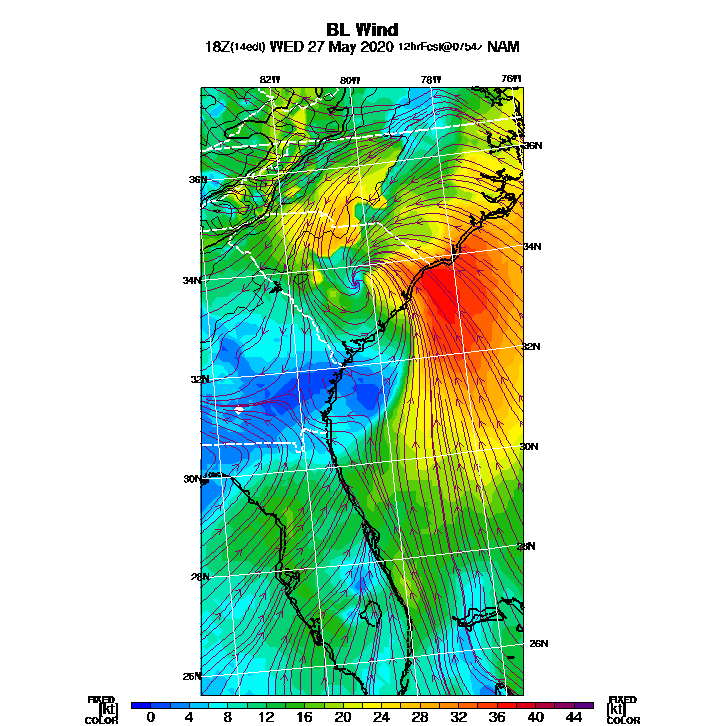 BL Wind
18Z(14edt) WED 27 May 2020 12hrFcst@0754z NAM
82W 80W 78W 76W
36N
36N
34N
34N
32N
32N
30N
30N
28N
28N
26N
26N
FIXED FIXED
[kt] 0 4 8 12 16 20 24 28 32 36 40 44 [kt]
COLOR COLOR